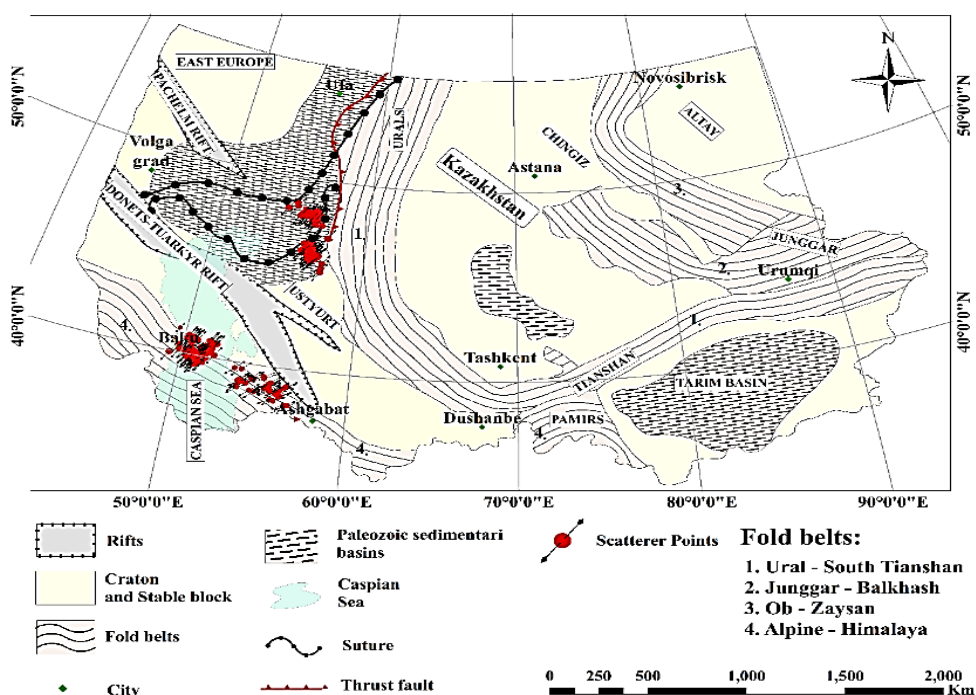 N
EAST EUROPE
Ufa
Novosibrisk
PACHELM RIFT
URALS
ALTAY
50°0'0"N
50°0'0"N
CHINGIZ
Volga
grad
Astana
Kazakhstan
3.
DONETS-TUARKYR RIFT
1.
JUNGGAR
2.
Urumqi
USTYURT
40°0'0"N
40°0'0"N
4.
Baku
1.
Tashkent
TIANSHAN
TARIM BASIN
CASPIAN SEA
Ashgabat
Dushanbe
PAMIRS
4.
4.
50°0'0"E
60°0'0"E
70°0'0"E
80°0'0"E
90°0'0"E
Rifts
Paleozoic sedimentari
basins
Scatterer Points
Fold belts:
1. Ural - South Tianshan
2. Junggar - Balkhash
3. Ob - Zaysan
4. Alpine - Himalaya
Craton
and Stable block
Caspian
Sea
Fold belts
Suture
City
Thrust fault
0 250 500 1,000 1,500 2,000
Km